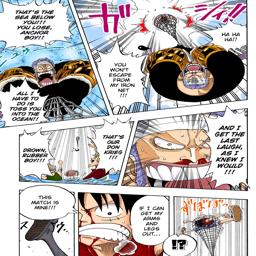 HA HA
HA!!
YOU WON'T
ESCAPE
FROM MY
IRON NET
!!!
THAT'S THE
SEA BELOW
YOU!!!
YOU LOSE,
ANCHOR
BOY!!
ALL I
HAVE TO
DO IS
TOSS YOU
INTO THE
OCEAN!!
AND I
GET THE
LAST
LAUGH,
AS I
KNEW I
WOULD
!!!
THAT'S
OUR
DON
KRIEG
!!!
DROWN,
RUBBER
BOY!!!
!?
IF I CAN
GET MY
ARMS
AND
LEGS
OUT...
THIS
MATCH IS
MINE!!!